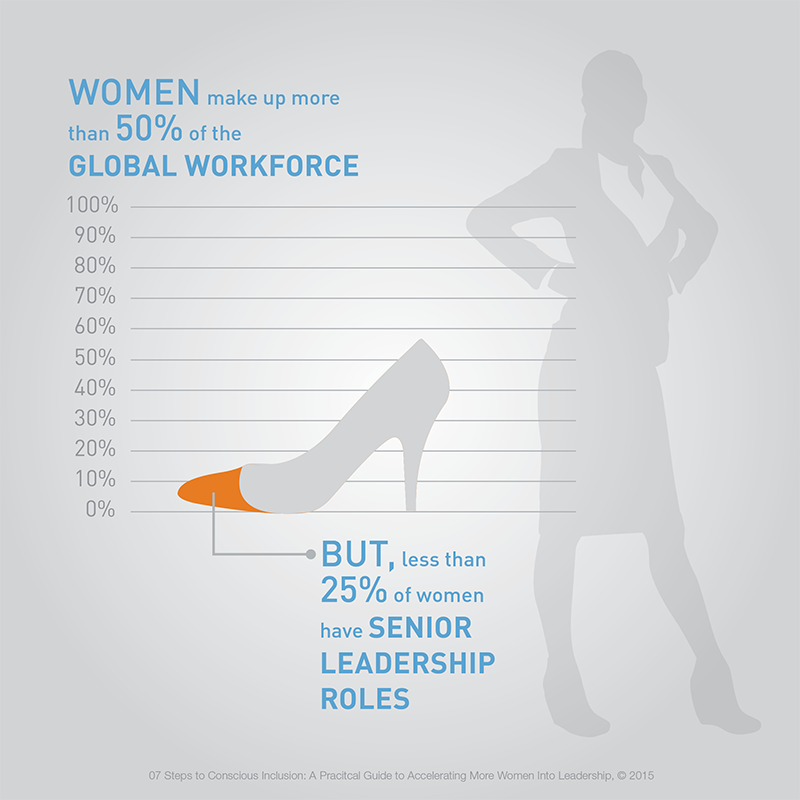 WOMEN make up more
than 50% of the
GLOBAL WORKFORCE
100%
90%
80%
70%
60%
50%
40%
30%
20%
10%
0%
BUT, less than
25% of women
have SENIOR
LEADERSHIP
ROLES
07 Steps to Conscious Inclusion: A Pracitcal Guide to Accelerating More Women Into Leadership, © 2015